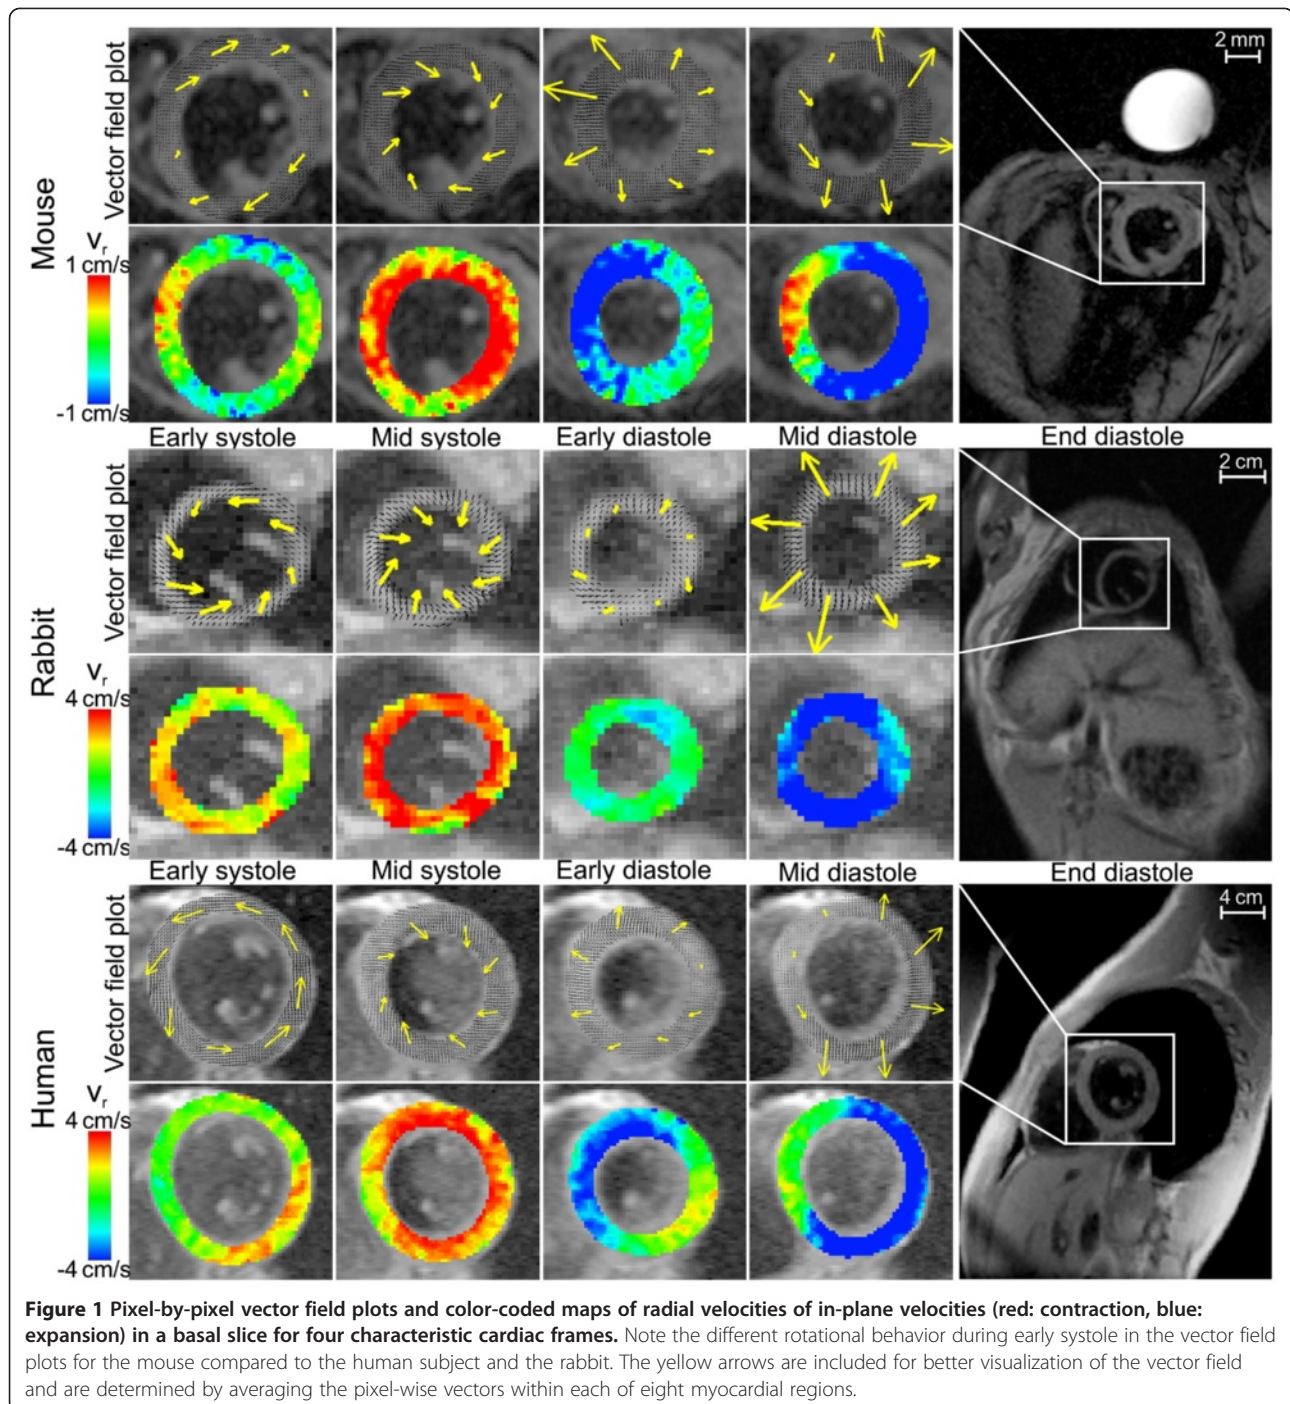 Mouse
Vector field plot
2 mm
Vr
1 cm/s
-1 cm/s
Early systole
Mid systole
Early diastole
Mid diastole
End diastole
Rabbit
Vector field plot
2 cm
Vr
4 cm/s
-4 cm/s
Early systole
Mid systole
Early diastole
Mid diastole
End diastole
Human
Vector field plot
4 cm
Vr
4 cm/s
-4 cm/s
Figure 1 Pixel-by-pixel vector field plots and color-coded maps of radial velocities of in-plane velocities (red: contraction, blue:
expansion) in a basal slice for four characteristic cardiac frames. Note the different rotational behavior during early systole in the vector field
plots for the mouse compared to the human subject and the rabbit. The yellow arrows are included for better visualization of the vector field
and are determined by averaging the pixel-wise vectors within each of eight myocardial regions.